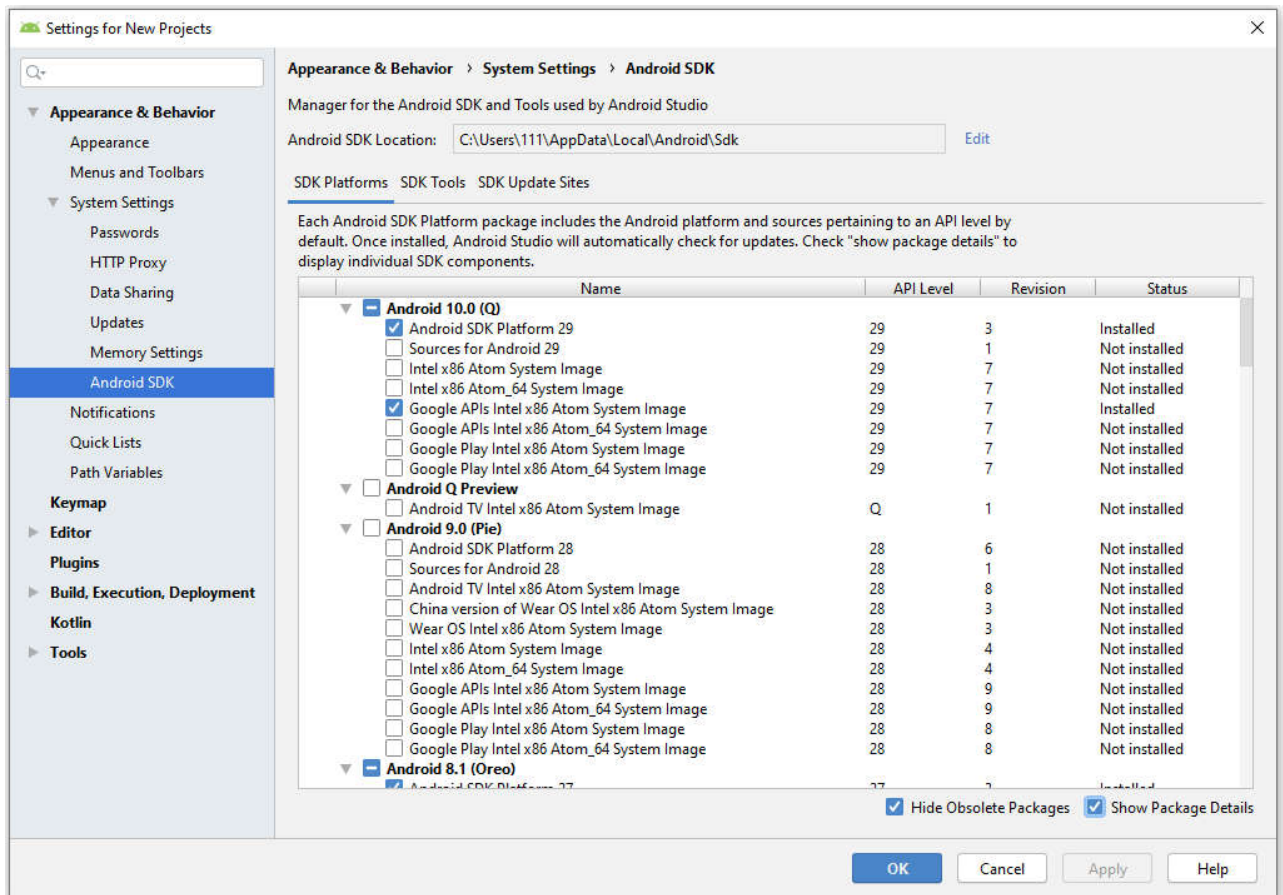 Settings for New Projects
Appearance & Behavior
Appearance
Menus and Toolbars
System Settings
Passwords
HTTP Proxy
Data Sharing
Updates
Memory Settings
Android SDK
Notifications
Quick Lists
Path Variables
Keymap
Editor
Plugins
Build, Execution, Deployment
Kotlin
Tools
Appearance & Behavior › System Settings › Android SDK
Manager for the Android SDK and Tools used by Android Studio
Android SDK Location: C:\Users\111\AppData\Local\Android\Sdk Edit
SDK Platforms SDK Tools SDK Update Sites
Each Android SDK Platform package includes the Android platform and sources pertaining to an API level by
default. Once installed, Android Studio will automatically check for updates. Check "show package details" to
display individual SDK components.
Name API Level Revision Status
Android 10.0 (Q)
Android SDK Platform 29 29 3 Installed
Sources for Android 29 29 1 Not installed
Intel x86 Atom System Image 29 7 Not installed
Intel x86 Atom_64 System Image 29 7 Not installed
Google APIs Intel x86 Atom System Image 29 7 Installed
Google APIs Intel x86 Atom_64 System Image 29 7 Not installed
Google Play Intel x86 Atom System Image 29 7 Not installed
Google Play Intel x86 Atom_64 System Image 29 7 Not installed
Android Q Preview
Android TV Intel x86 Atom System Image Q 1 Not installed
Android 9.0 (Pie)
Android SDK Platform 28 28 6 Not installed
Sources for Android 28 28 1 Not installed
Android TV Intel x86 Atom System Image 28 8 Not installed
China version of Wear OS Intel x86 Atom System Image 28 3 Not installed
Wear OS Intel x86 Atom System Image 28 3 Not installed
Intel x86 Atom System Image 28 4 Not installed
Intel x86 Atom_64 System Image 28 4 Not installed
Google APIs Intel x86 Atom System Image 28 9 Not installed
Google APIs Intel x86 Atom_64 System Image 28 9 Not installed
Google Play Intel x86 Atom System Image 28 8 Not installed
Google Play Intel x86 Atom_64 System Image 28 8 Not installed
Android 8.1 (Oreo)
Android SDK Platform 27 27 Installed
Hide Obsolete Packages Show Package Details
OK Cancel Apply Help